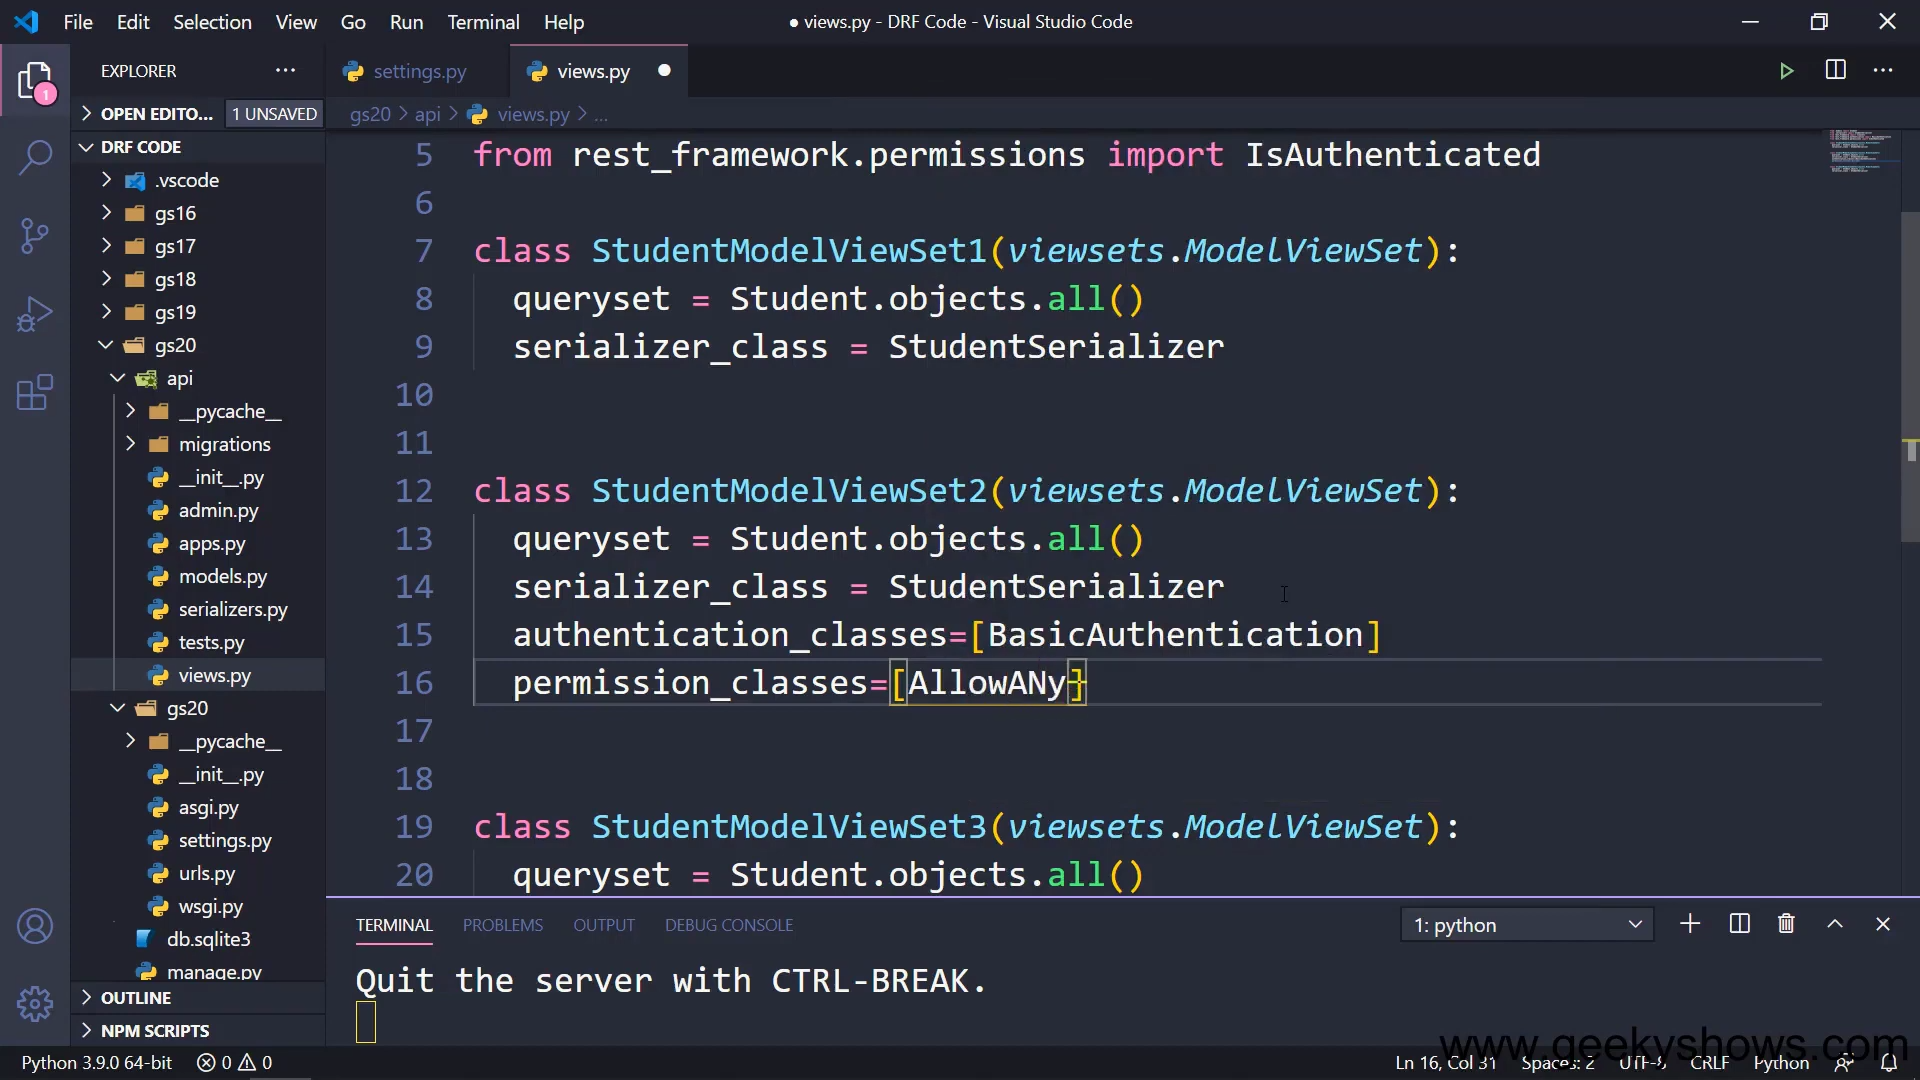 File Edit Selection View Go Run Terminal Help
● views.py - DRF Code - Visual Studio Code
EXPLORER
settings.py
views.py
OPEN EDITO... 1 UNSAVED
gs20 > api > views.py > ...
DRF CODE
.vscode
gs16
gs17
gs18
gs19
gs20
api
__pycache__
migrations
__init__.py
admin.py
apps.py
models.py
serializers.py
tests.py
views.py
gs20
__pycache__
__init__.py
asgi.py
settings.py
urls.py
wsgi.py
db.sqlite3
manage.py
OUTLINE
NPM SCRIPTS
1
5 from rest_framework.permissions import IsAuthenticated
6
7 class StudentModelViewSet1(viewsets.ModelViewSet):
8 queryset = Student.objects.all()
9 serializer_class = StudentSerializer
10
11
12 class StudentModelViewSet2(viewsets.ModelViewSet):
13 queryset = Student.objects.all()
14 serializer_class = StudentSerializer
15 authentication_classes=[BasicAuthentication]
16 permission_classes=[AllowANy]
17
18
19 class StudentModelViewSet3(viewsets.ModelViewSet):
20 queryset = Student.objects.all()
TERMINAL PROBLEMS OUTPUT DEBUG CONSOLE
1: python
Quit the server with CTRL-BREAK.
www.geekyshows.com
Python 3.9.0 64-bit 0 0
Ln 16, Col 31 Spaces: 2 UTF-8 CRLF Python